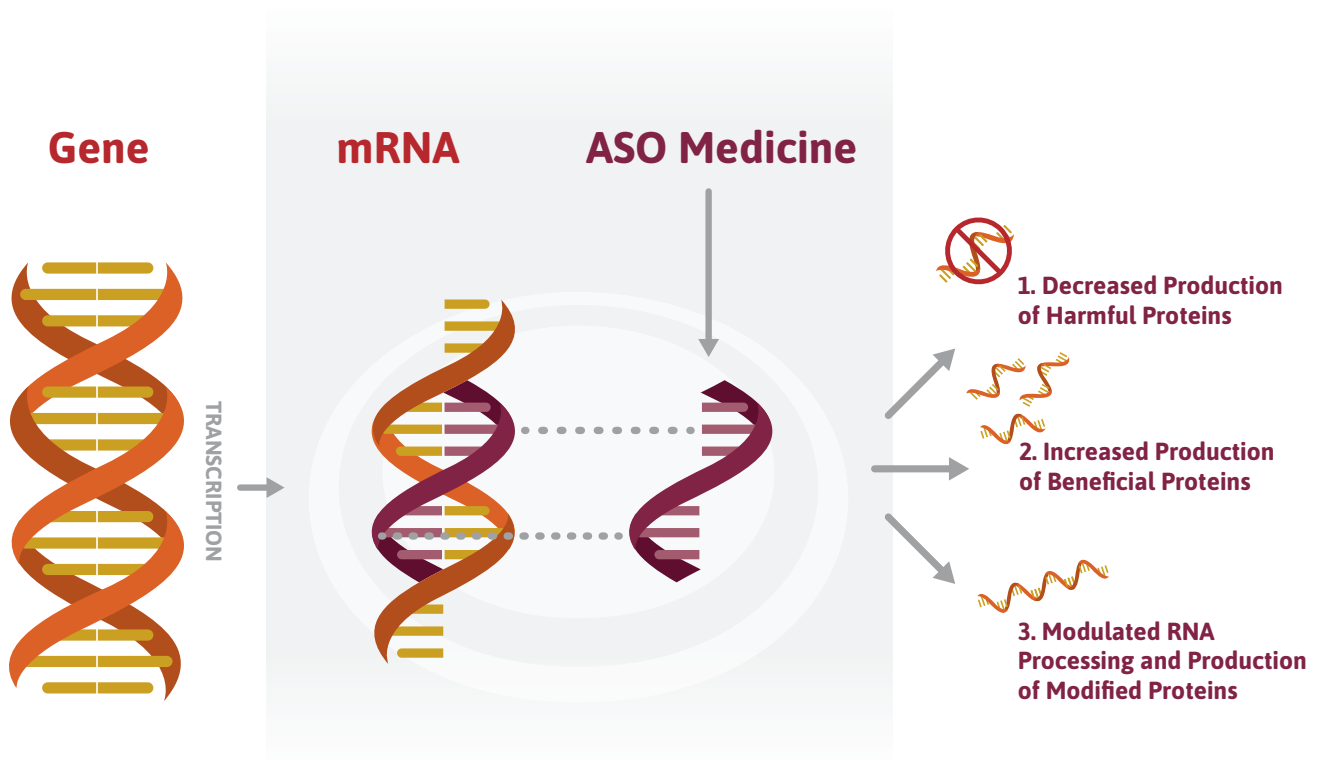 Gene
mRNA
ASO Medicine
TRANSCRIPTION
1. Decreased Production
of Harmful Proteins
2. Increased Production
of Beneficial Proteins
3. Modulated RNA
Processing and Production
of Modified Proteins